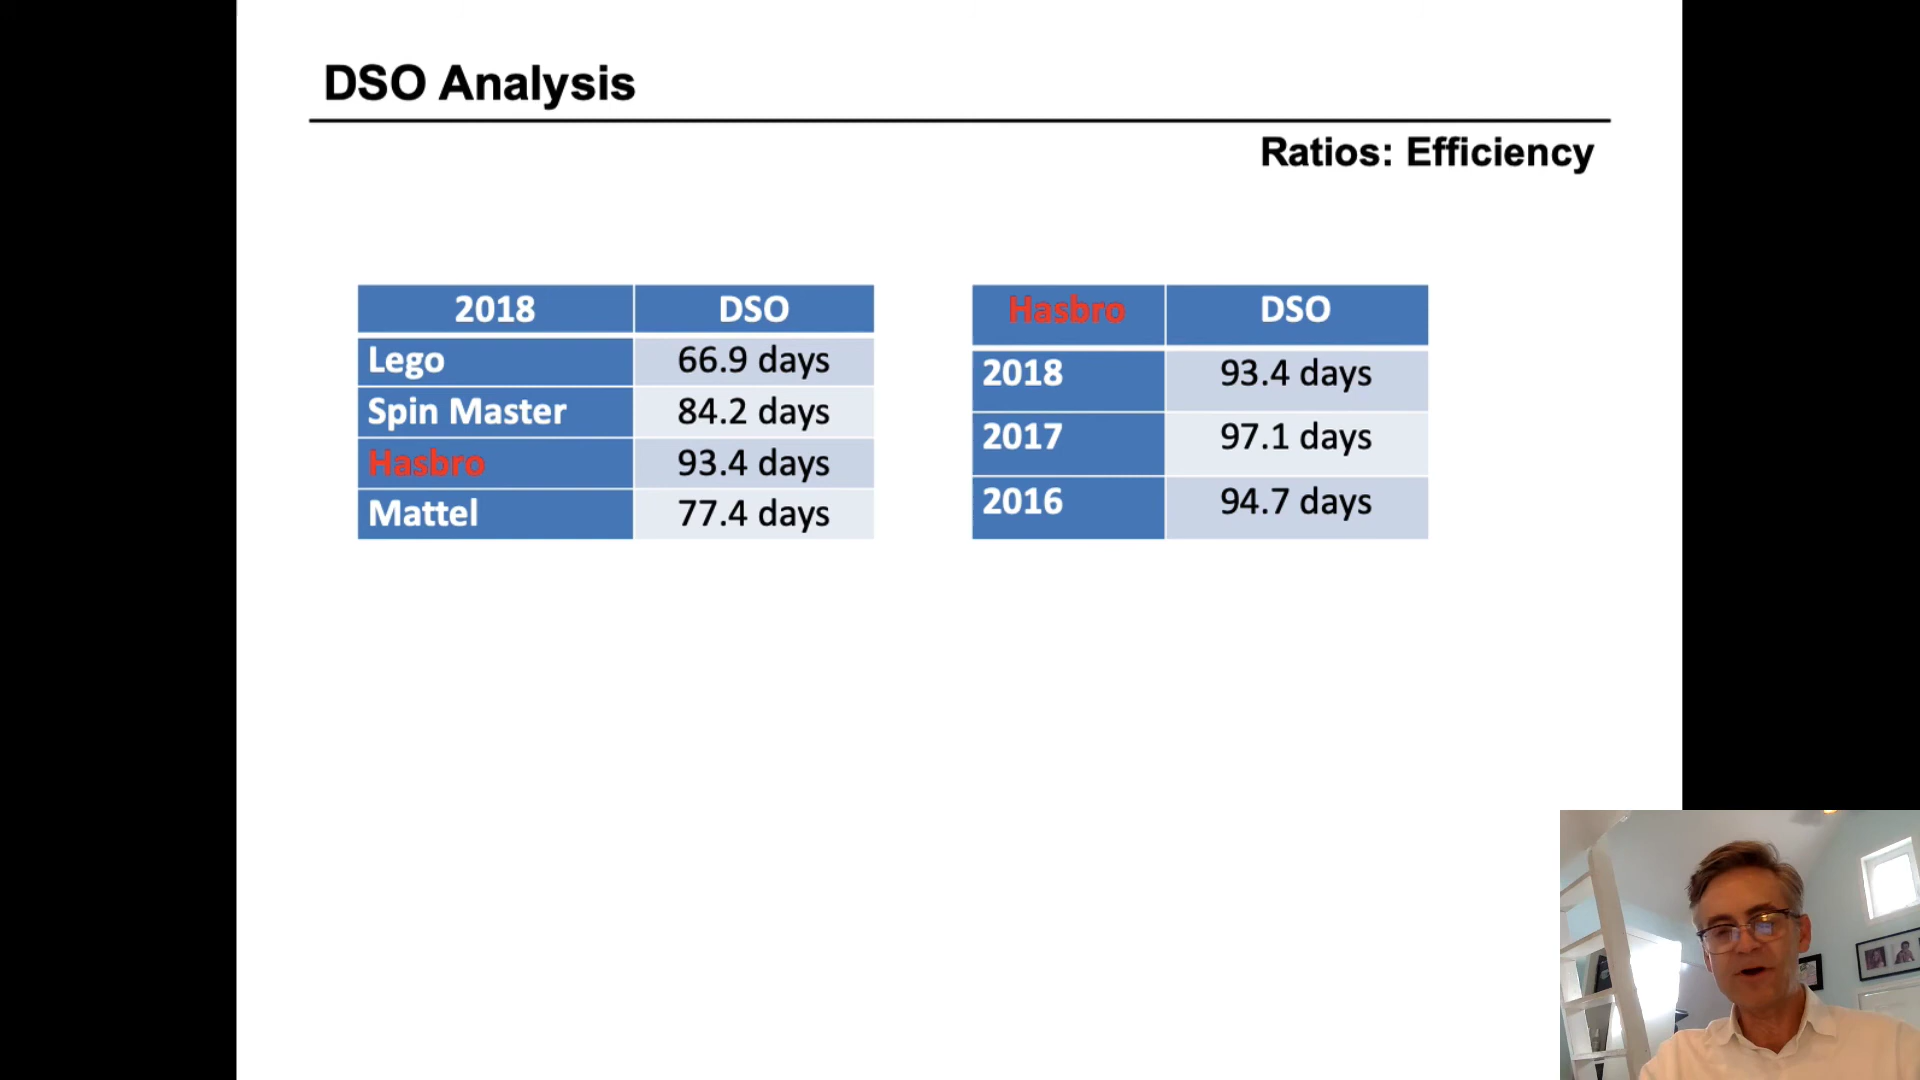 DSO Analysis
Ratios: Efficiency
2018 DSO
Lego 66.9 days
Spin Master 84.2 days
Hasbro 93.4 days
Mattel 77.4 days
Hasbro DSO
2018 93.4 days
2017 97.1 days
2016 94.7 days